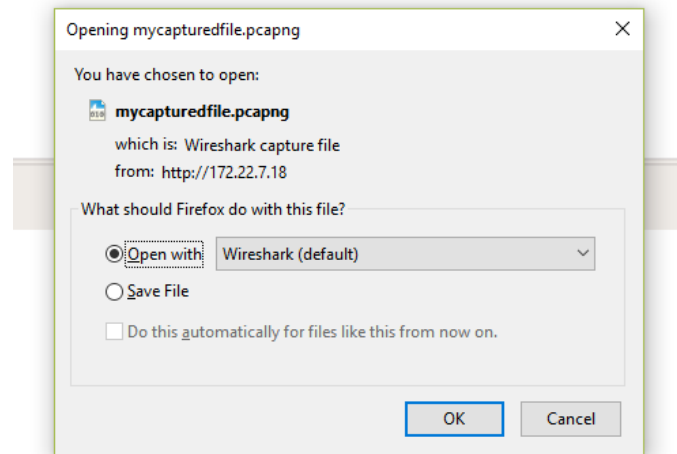 Opening mycapturedfile.pcapng
You have chosen to open:
mycapturedfile.pcapng
which is: Wireshark capture file
from: http://172.22.7.18
What should Firefox do with this file?
Open with Wireshark (default)
Save File
Do this automatically for files like this from now on.
OK Cancel